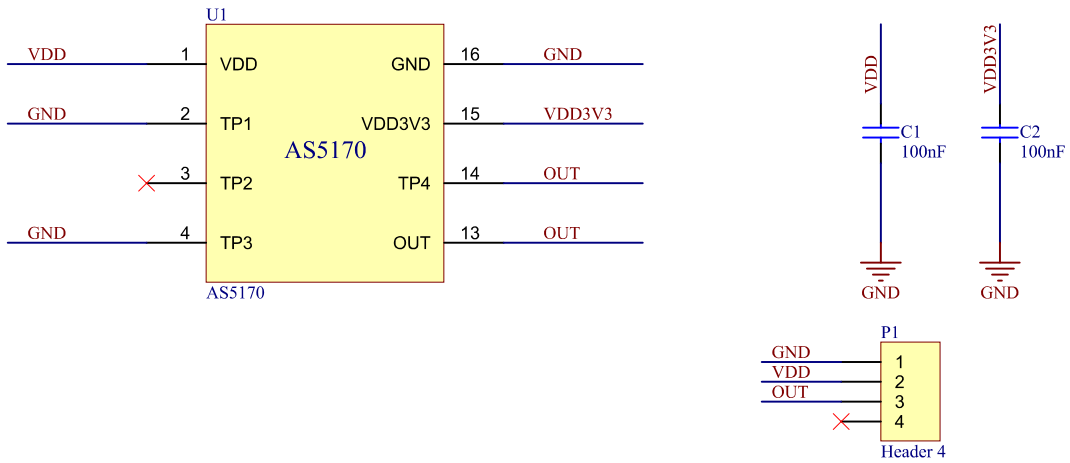 U1
VDD 1 VDD GND 16 GND
GND 2 TP1 VDD3V3 15 VDD3V3
AS5170
3 TP2 TP4 14 OUT
GND 4 TP3 OUT 13 OUT
AS5170
VDD
C1
100nF
GND
VDD3V3
C2
100nF
GND
P1
GND 1
VDD 2
OUT 3
4
Header 4